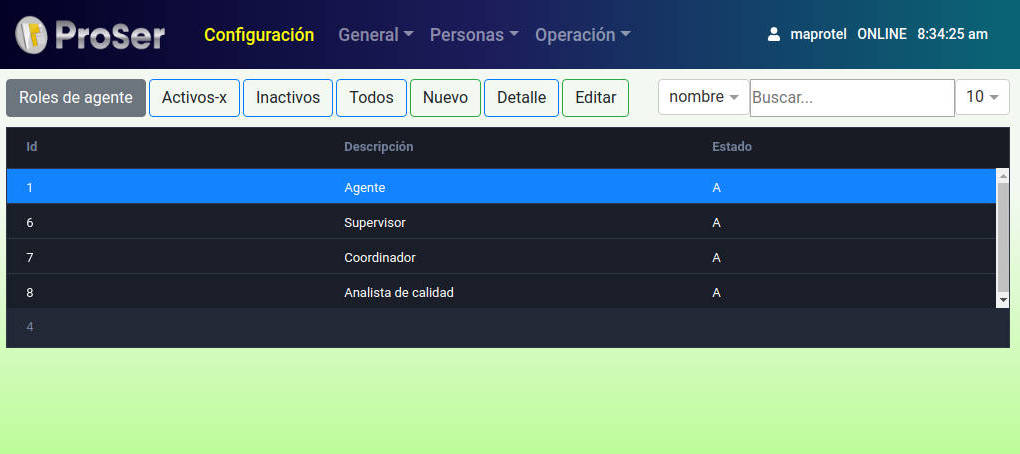 ProSer Configuración General Personas Operación maprotel ONLINE 8:34:25 am
Roles de agente Activos-x Inactivos Todos Nuevo Detalle Editar nombre Buscar... 10
Id Descripción Estado
1 Agente A
6 Supervisor A
7 Coordinador A
8 Analista de calidad A
4